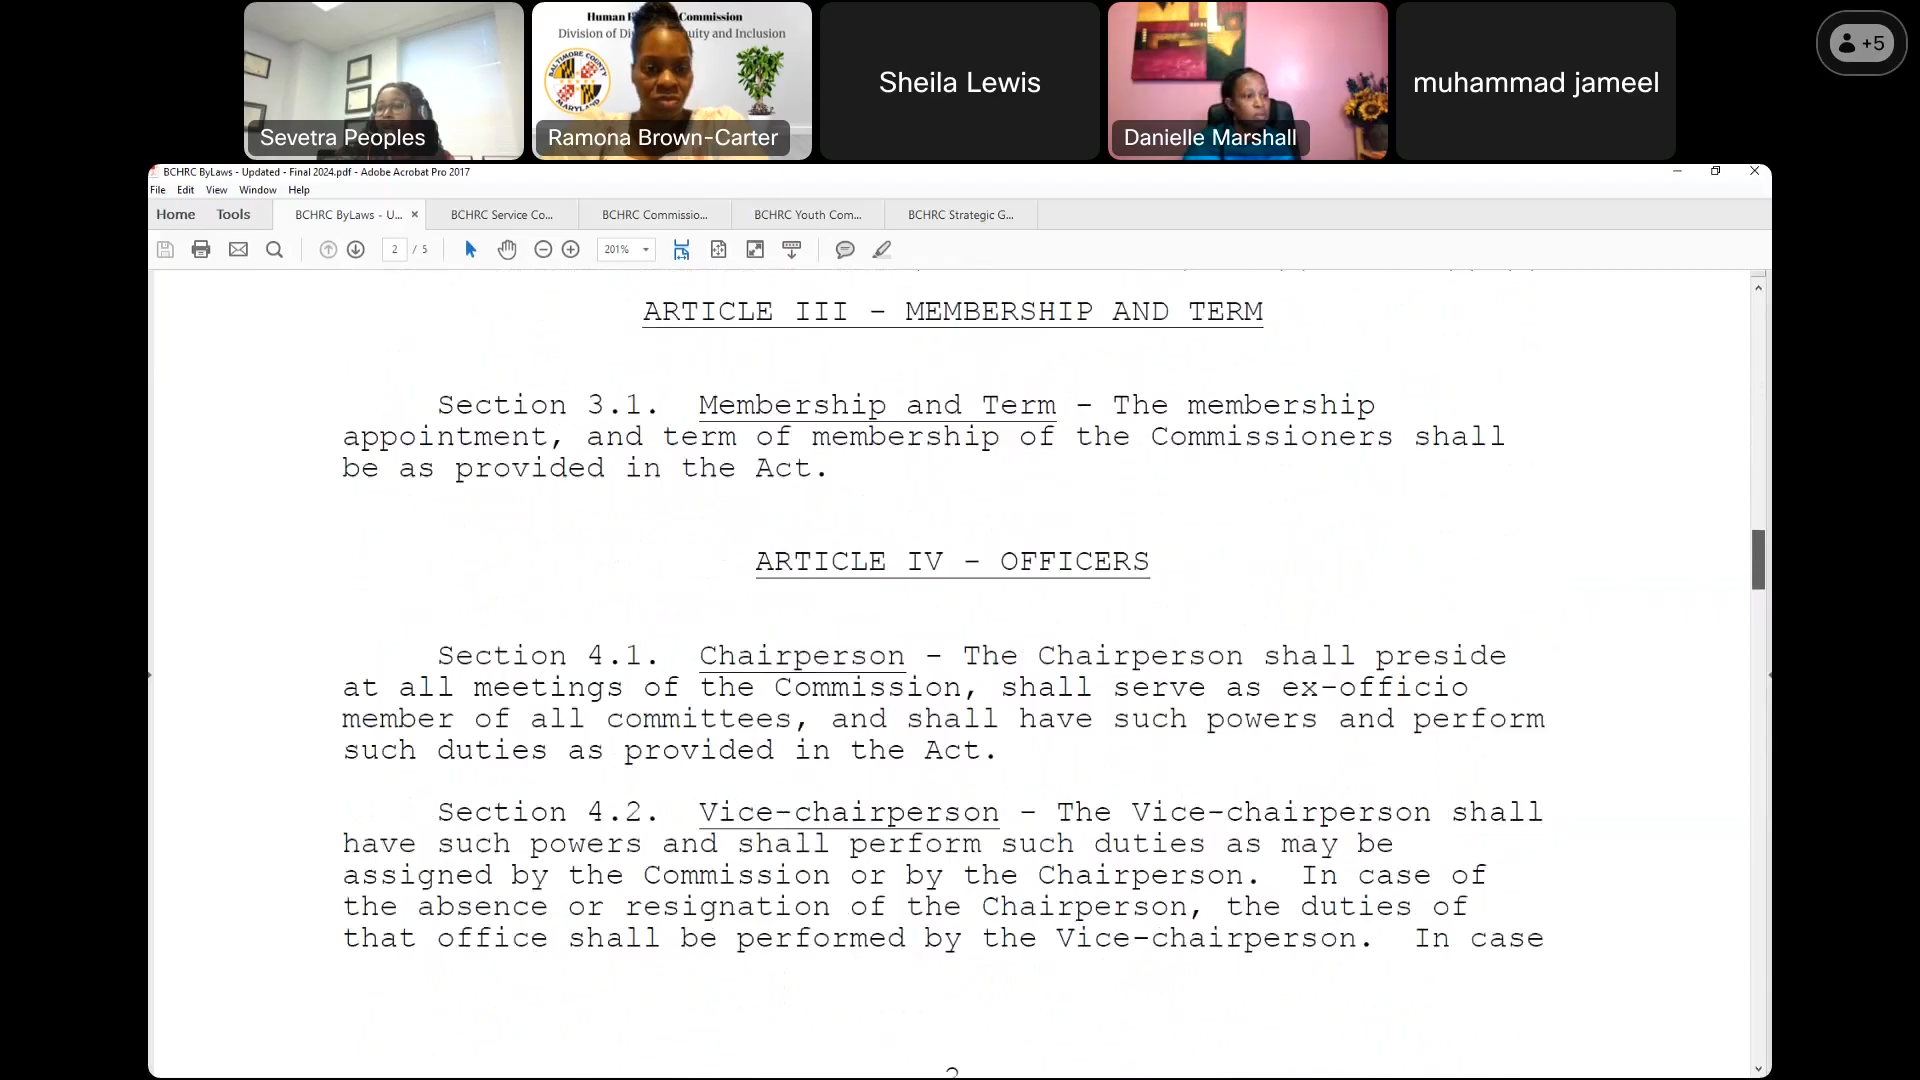 Human Commission
Division of Di uity and Inclusion
BALTIMORE COUNTY
MARYLAND
Sevetra Peoples
Ramona Brown-Carter
Sheila Lewis
Danielle Marshall
muhammad jameel
+5
BCHRC ByLaws - Updated - Final 2024.pdf - Adobe Acrobat Pro 2017
File Edit View Window Help
Home Tools BCHRC ByLaws - U... × BCHRC Service Co... BCHRC Commissio... BCHRC Youth Com... BCHRC Strategic G...
2 / 5 201%
ARTICLE III - MEMBERSHIP AND TERM
Section 3.1. Membership and Term - The membership
appointment, and term of membership of the Commissioners shall
be as provided in the Act.
ARTICLE IV - OFFICERS
Section 4.1. Chairperson - The Chairperson shall preside
at all meetings of the Commission, shall serve as ex-officio
member of all committees, and shall have such powers and perform
such duties as provided in the Act.
Section 4.2. Vice-chairperson - The Vice-chairperson shall
have such powers and shall perform such duties as may be
assigned by the Commission or by the Chairperson. In case of
the absence or resignation of the Chairperson, the duties of
that office shall be performed by the Vice-chairperson. In case